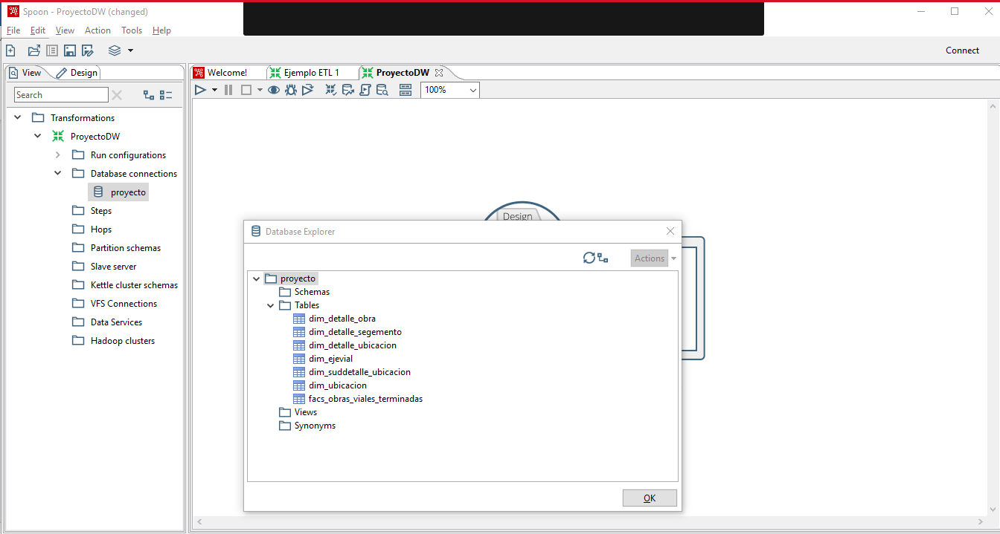 Spoon - ProyectoDW (changed)
File Edit View Action Tools Help
Connect
View Design
Welcome! Ejemplo ETL 1 ProyectoDW
Search
100%
Transformations
ProyectoDW
Run configurations
Database connections
proyecto
Steps
Hops
Partition schemas
Slave server
Kettle cluster schemas
VFS Connections
Data Services
Hadoop clusters
Design
Database Explorer
Actions
proyecto
Schemas
Tables
dim_detalle_obra
dim_detalle_segemento
dim_detalle_ubicacion
dim_ejevial
dim_suddetalle_ubicacion
dim_ubicacion
facs_obras_viales_terminadas
Views
Synonyms
OK